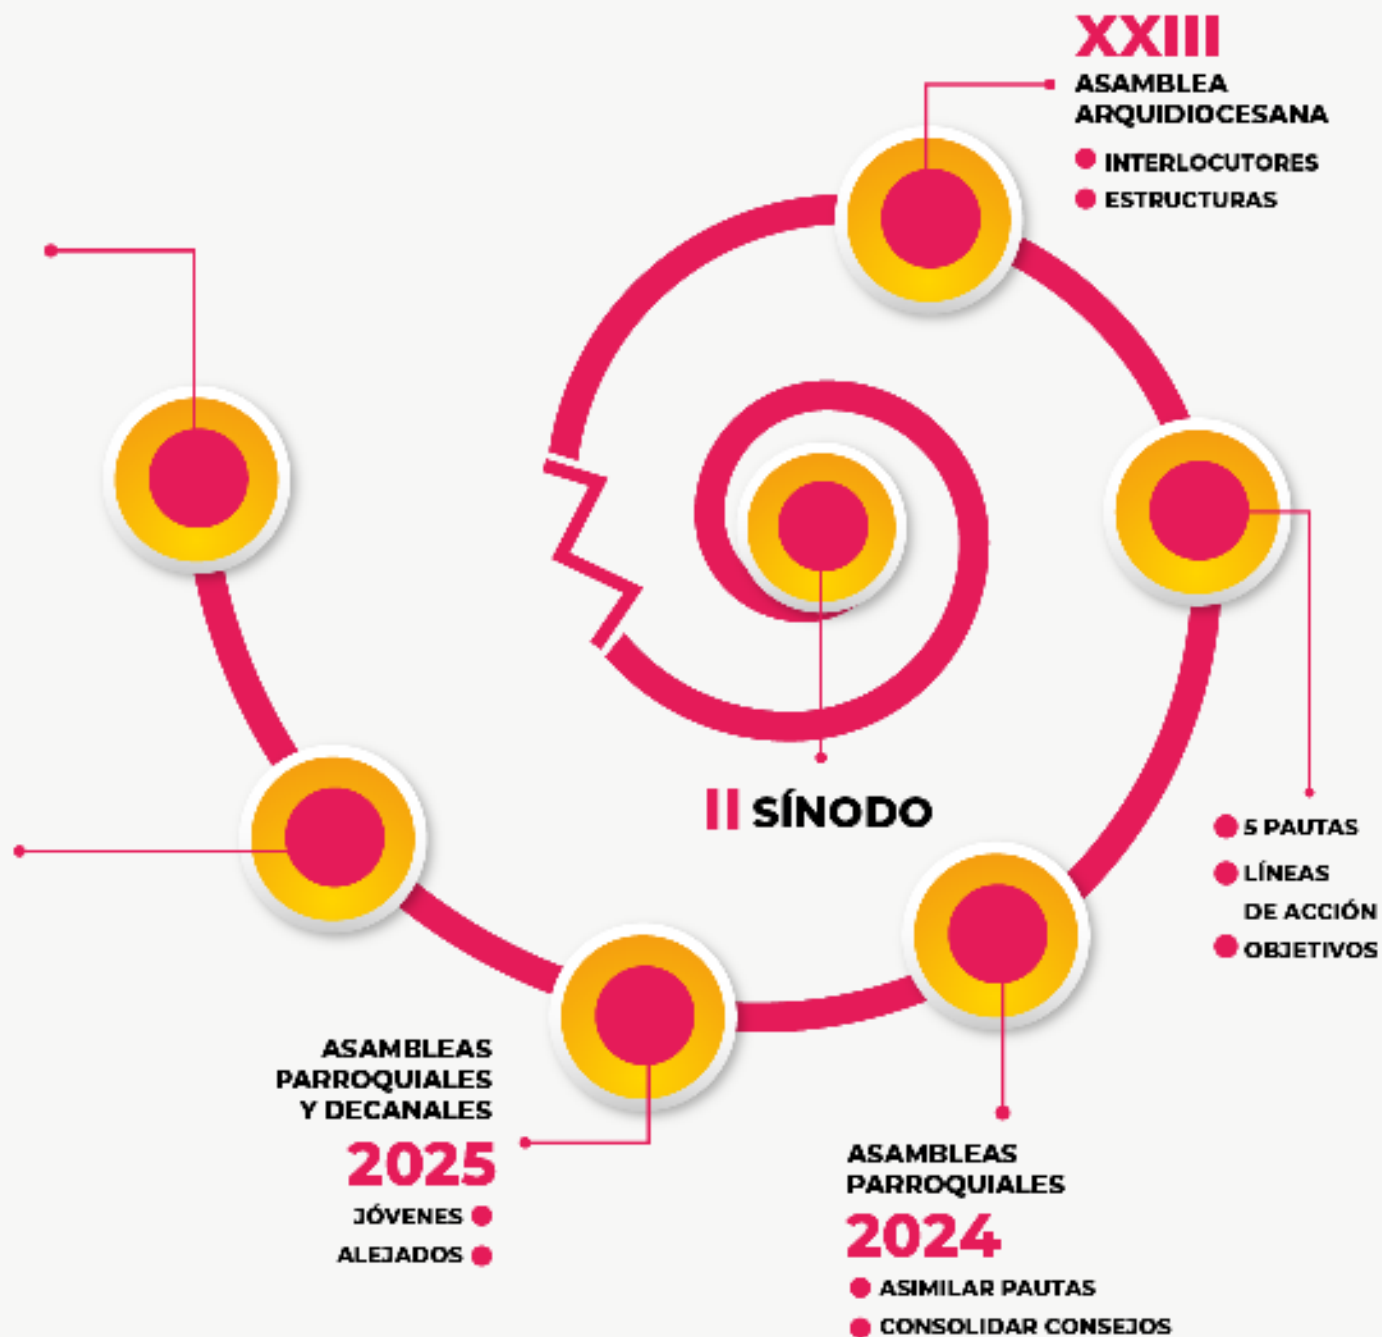 XXIII
ASAMBLEA
ARQUIDIOCESANA
INTERLOCUTORES
ESTRUCTURAS
II SÍNODO
5 PAUTAS
LÍNEAS
DE ACCIÓN
OBJETIVOS
ASAMBLEAS
PARROQUIALES
Y DECANALES
2025
JÓVENES
ALEJADOS
ASAMBLEAS
PARROQUIALES
2024
ASIMILAR PAUTAS
CONSOLIDAR CONSEJOS